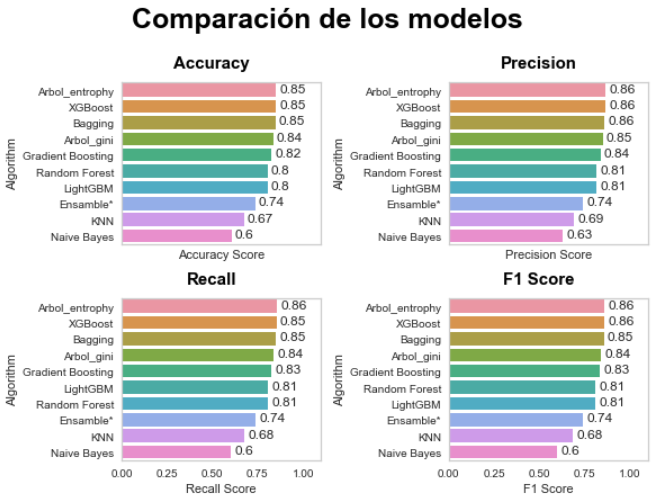 Comparación de los modelos
Accuracy
Algorithm
Arbol_entrophy 0.85
XGBoost 0.85
Bagging 0.85
Arbol_gini 0.84
Gradient Boosting 0.82
Random Forest 0.8
LightGBM 0.8
Ensamble* 0.74
KNN 0.67
Naive Bayes 0.6
Accuracy Score
Precision
Algorithm
Arbol_entrophy 0.86
XGBoost 0.86
Bagging 0.86
Arbol_gini 0.85
Gradient Boosting 0.84
Random Forest 0.81
LightGBM 0.81
Ensamble* 0.74
KNN 0.69
Naive Bayes 0.63
Precision Score
Recall
Algorithm
Arbol_entrophy 0.86
XGBoost 0.85
Bagging 0.85
Arbol_gini 0.84
Gradient Boosting 0.83
LightGBM 0.81
Random Forest 0.81
Ensamble* 0.74
KNN 0.68
Naive Bayes 0.6
0.00 0.25 0.50 0.75 1.00
Recall Score
F1 Score
Algorithm
Arbol_entrophy 0.86
XGBoost 0.86
Bagging 0.86
Arbol_gini 0.84
Gradient Boosting 0.83
Random Forest 0.81
LightGBM 0.81
Ensamble* 0.74
KNN 0.68
Naive Bayes 0.6
0.00 0.25 0.50 0.75 1.00
F1 Score